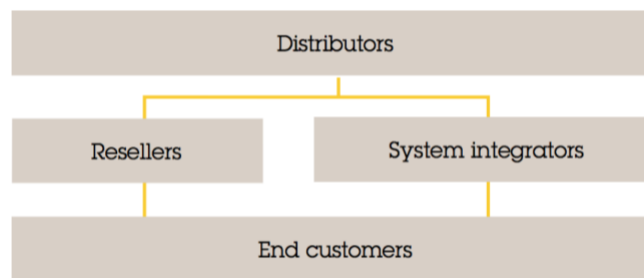 Distributors
Resellers
System integrators
End customers